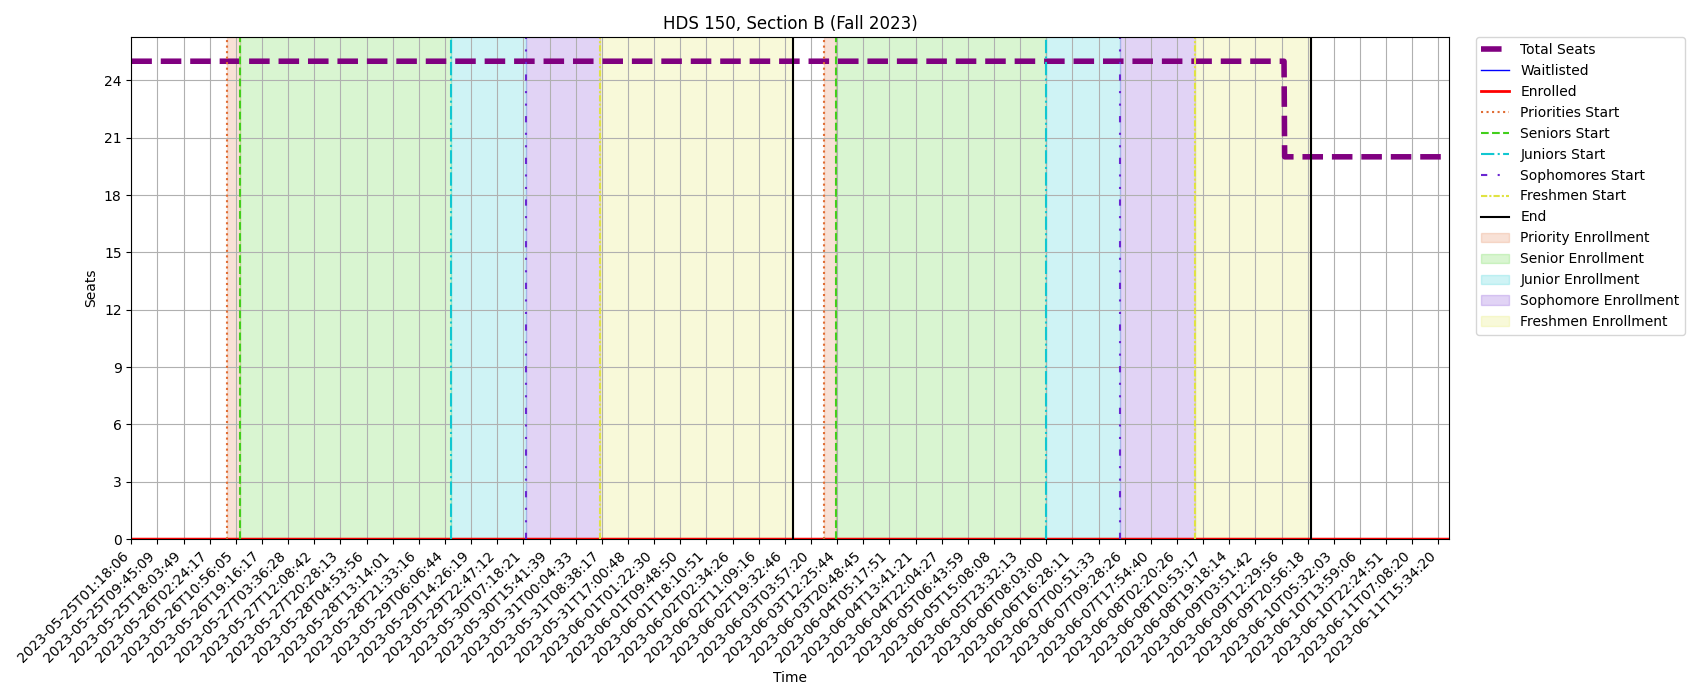 HDS 150, Section B (Fall 2023)
Total Seats
Waitlisted
Enrolled
Priorities Start
Seniors Start
Juniors Start
Sophomores Start
Freshmen Start
End
Priority Enrollment
Senior Enrollment
Junior Enrollment
Sophomore Enrollment
Freshmen Enrollment
Seats
24
21
18
15
12
9
6
3
0
2023-05-25T01:18:06
2023-05-25T09:45:09
2023-05-25T18:03:49
2023-05-26T02:24:17
2023-05-26T10:56:05
2023-05-26T19:16:17
2023-05-27T03:36:28
2023-05-27T12:08:42
2023-05-27T20:28:13
2023-05-28T04:53:56
2023-05-28T13:14:01
2023-05-28T21:33:16
2023-05-29T06:06:44
2023-05-29T14:26:19
2023-05-29T22:47:12
2023-05-30T07:18:21
2023-05-30T15:41:39
2023-05-31T00:04:33
2023-05-31T08:38:17
2023-05-31T17:00:48
2023-06-01T01:22:30
2023-06-01T09:48:50
2023-06-01T18:10:51
2023-06-02T02:34:26
2023-06-02T11:09:16
2023-06-02T19:32:46
2023-06-03T03:57:20
2023-06-03T12:25:44
2023-06-03T20:48:45
2023-06-04T05:17:51
2023-06-04T13:41:21
2023-06-04T22:04:27
2023-06-05T06:43:59
2023-06-05T15:08:08
2023-06-05T23:32:13
2023-06-06T08:03:00
2023-06-06T16:28:11
2023-06-07T00:51:33
2023-06-07T09:28:26
2023-06-07T17:54:40
2023-06-08T02:20:26
2023-06-08T10:53:17
2023-06-08T19:18:14
2023-06-09T03:51:42
2023-06-09T12:29:56
2023-06-09T20:56:18
2023-06-10T05:32:03
2023-06-10T13:59:06
2023-06-10T22:24:51
2023-06-11T07:08:20
2023-06-11T15:34:20
Time